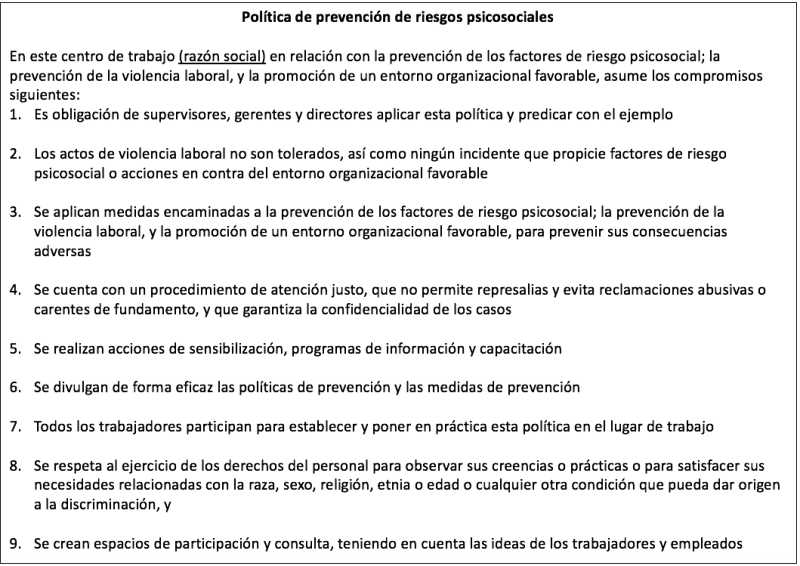 Política de prevención de riesgos psicosociales
En este centro de trabajo (razón social) en relación con la prevención de los factores de riesgo psicosocial; la
prevención de la violencia laboral, y la promoción de un entorno organizacional favorable, asume los compromisos
siguientes:
1. Es obligación de supervisores, gerentes y directores aplicar esta política y predicar con el ejemplo
2. Los actos de violencia laboral no son tolerados, así como ningún incidente que propicie factores de riesgo
psicosocial o acciones en contra del entorno organizacional favorable
3. Se aplican medidas encaminadas a la prevención de los factores de riesgo psicosocial; la prevención de la
violencia laboral, y la promoción de un entorno organizacional favorable, para prevenir sus consecuencias
adversas
4. Se cuenta con un procedimiento de atención justo, que no permite represalias y evita reclamaciones abusivas o
carentes de fundamento, y que garantiza la confidencialidad de los casos
5. Se realizan acciones de sensibilización, programas de información y capacitación
6. Se divulgan de forma eficaz las políticas de prevención y las medidas de prevención
7. Todos los trabajadores participan para establecer y poner en práctica esta política en el lugar de trabajo
8. Se respeta al ejercicio de los derechos del personal para observar sus creencias o prácticas o para satisfacer sus
necesidades relacionadas con la raza, sexo, religión, etnia o edad o cualquier otra condición que pueda dar origen
a la discriminación, y
9. Se crean espacios de participación y consulta, teniendo en cuenta las ideas de los trabajadores y empleados